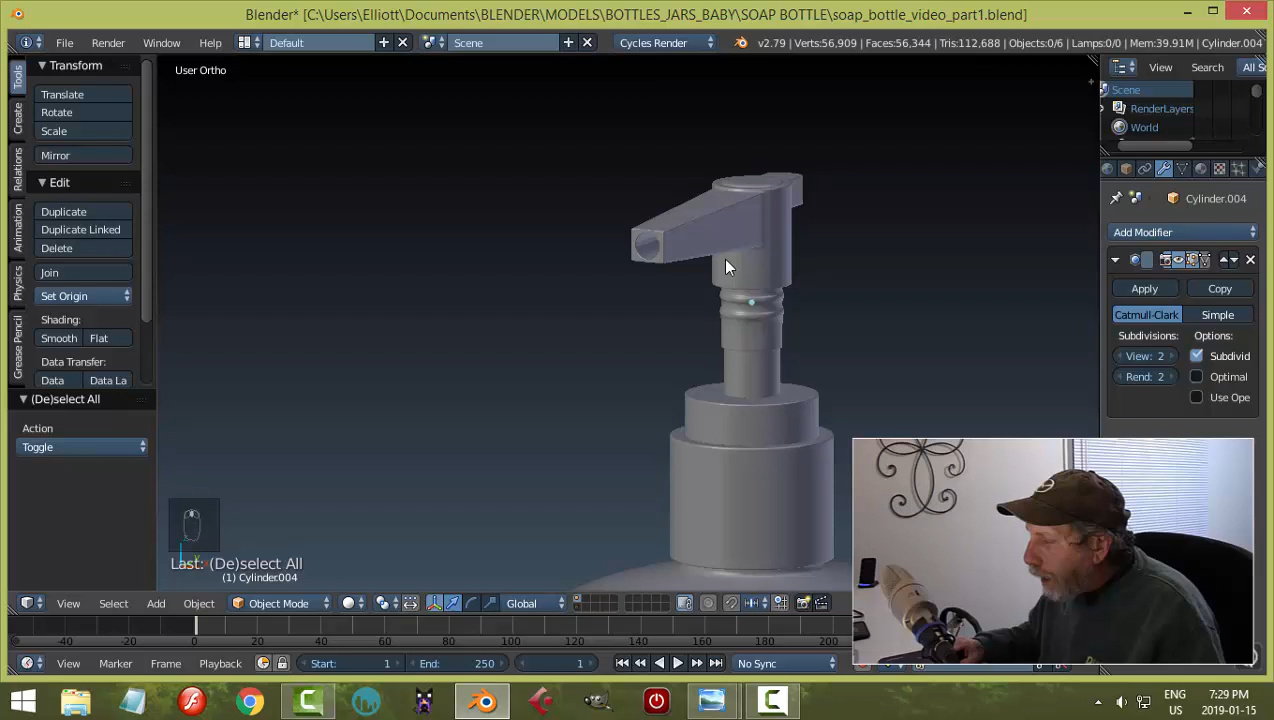 Blender* [C:\Users\Elliott\Documents\BLENDER\MODELS\BOTTLES_JARS_BABY\SOAP BOTTLE\soap_bottle_video_part1.blend]
File Render Window Help Default Scene Cycles Render v2.79 | Verts:56,909 | Faces:56,344 | Tris:112,688 | Objects:0/6 | Lamps:0/0 | Mem:39.91M | Cylinder.004
Tools
Create
Relations
Animation
Physics
Grease Pencil
Transform
Translate
Rotate
Scale
Mirror
Edit
Duplicate
Duplicate Linked
Delete
Join
Set Origin
Shading:
Smooth Flat
Data Transfer:
Data Data La
(De)select All
Action
Toggle
User Ortho
Last: (De)select All
(1) Cylinder.004
View Search All S
Scene
RenderLayers
World
Cylinder.004
Add Modifier
Apply Copy
Catmull-Clark Simple
Subdivisions: Options:
View: 2 Subdivid
Rend: 2 Optimal
Use Ope
View Select Add Object Object Mode Global
-40 -20 0 20 40 60 80 100 120 140 160 180 200
View Marker Frame Playback Start: 1 End: 250 1 No Sync
ENG 7:29 PM
US 2019-01-15